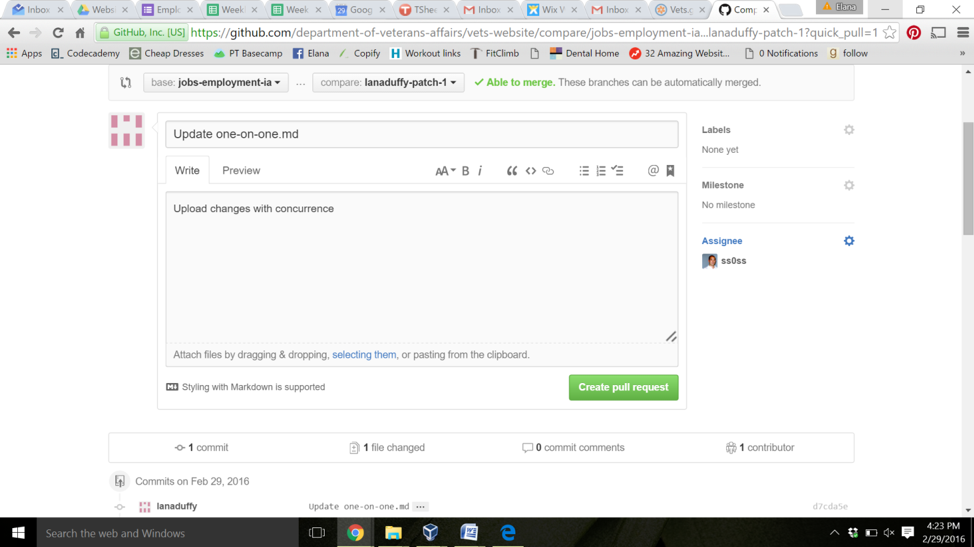 Inbox
Websi
Emplo
Week
Week
Goog
TShee
Inbox
Wix W
Inbox
Vets.g
Comp
Elana
GitHub, Inc. [US]
https://github.com/department-of-veterans-affairs/vets-website/compare/jobs-employment-ia...lanaduffy-patch-1?quick_pull=1
Apps Codecademy Cheap Dresses PT Basecamp Elana Copify Workout links FitClimb Dental Home 32 Amazing Websit... 0 Notifications follow »
base: jobs-employment-ia ... compare: lanaduffy-patch-1 Able to merge. These branches can be automatically merged.
Update one-on-one.md
Write Preview
AA B i @
Upload changes with concurrence
Attach files by dragging & dropping, selecting them, or pasting from the clipboard.
Styling with Markdown is supported
Create pull request
Labels
None yet
Milestone
No milestone
Assignee
ss0ss
1 commit 1 file changed 0 commit comments 1 contributor
Commits on Feb 29, 2016
lanaduffy Update one-on-one.md ... d7cda5e
Search the web and Windows
4:23 PM
2/29/2016